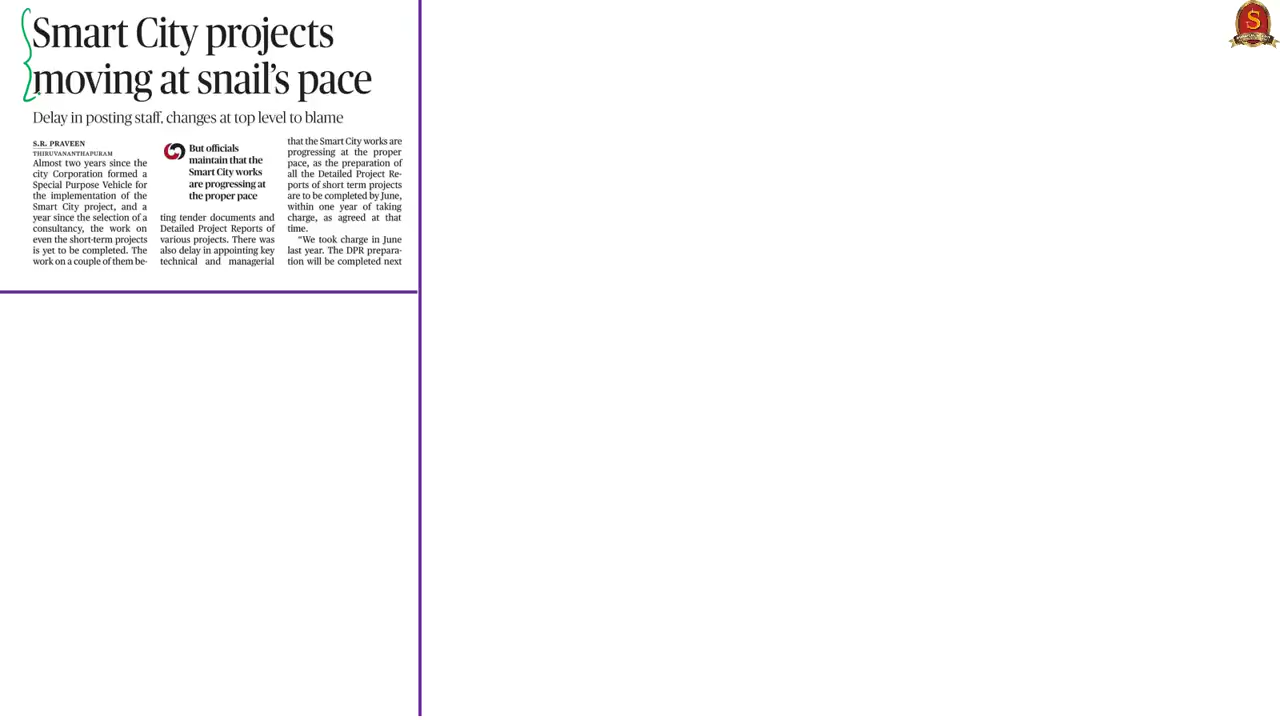 Smart City projects
moving at snail's pace
Delay in posting staff, changes at top level to blame
S.R. PRAVEEN
THIRUVANANTHAPURAM
Almost two years since the
city Corporation formed a
Special Purpose Vehicle for
the implementation of the
Smart City project, and a
year since the selection of a
consultancy, the work on
even the short-term projects
is yet to be completed. The
work on a couple of them be-
But officials
maintain that the
Smart City works
are progressing at
the proper pace
ting tender documents and
Detailed Project Reports of
various projects. There was
also delay in appointing key
technical and managerial
that the Smart City works are
progressing at the proper
pace, as the preparation of
all the Detailed Project Re-
ports of short term projects
are to be completed by June,
within one year of taking
charge, as agreed at that
time.
"We took charge in June
last year. The DPR prepara-
tion will be completed next
S